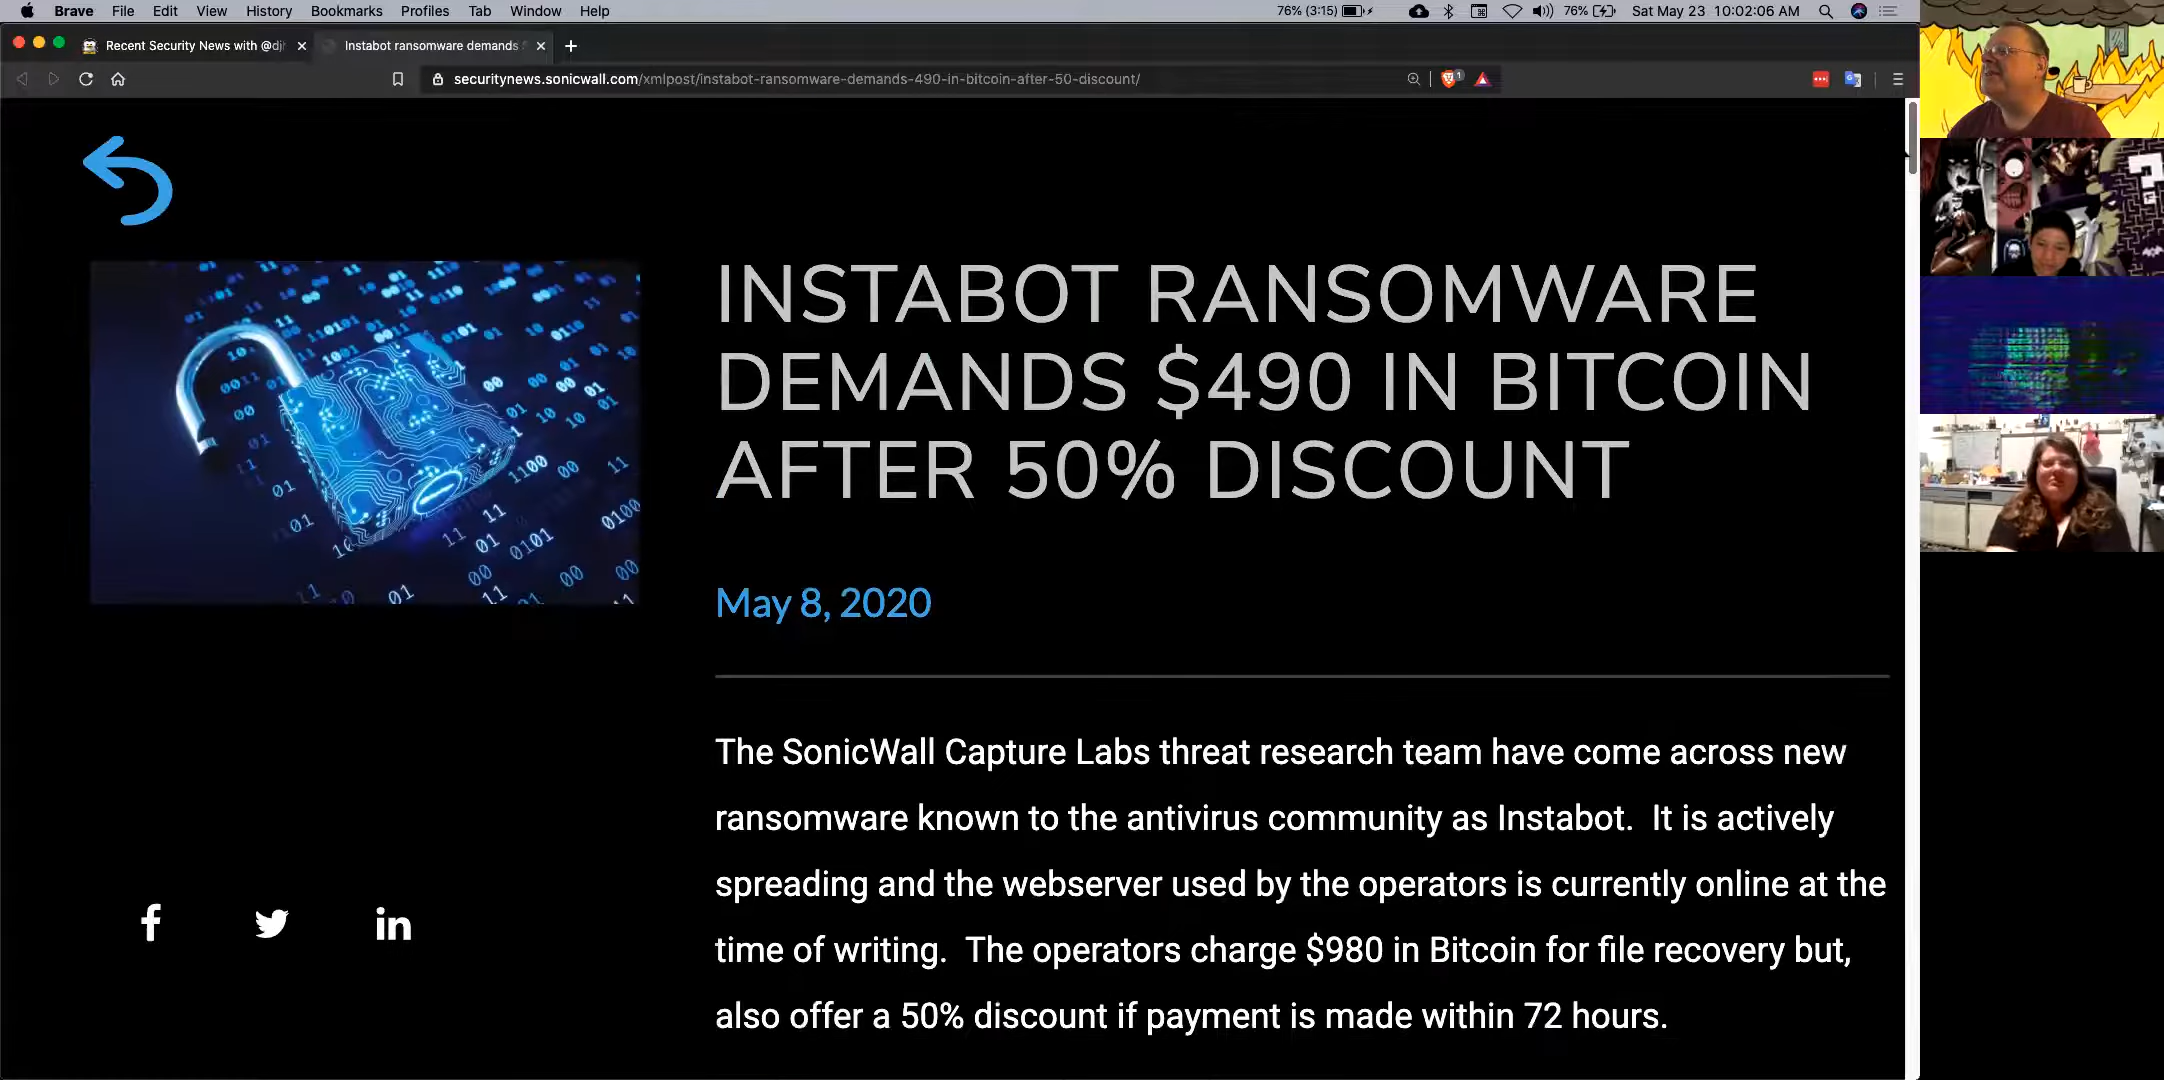 Brave File Edit View History Bookmarks Profiles Tab Window Help 76% (3:15) 76% Sat May 23 10:02:06 AM
Recent Security News with @dj Instabot ransomware demands
securitynews.sonicwall.com/xmlpost/instabot-ransomware-demands-490-in-bitcoin-after-50-discount/
INSTABOT RANSOMWARE
DEMANDS $490 IN BITCOIN
AFTER 50% DISCOUNT
May 8, 2020
The SonicWall Capture Labs threat research team have come across new
ransomware known to the antivirus community as Instabot.  It is actively
spreading and the webserver used by the operators is currently online at the
time of writing.  The operators charge $980 in Bitcoin for file recovery but,
also offer a 50% discount if payment is made within 72 hours.